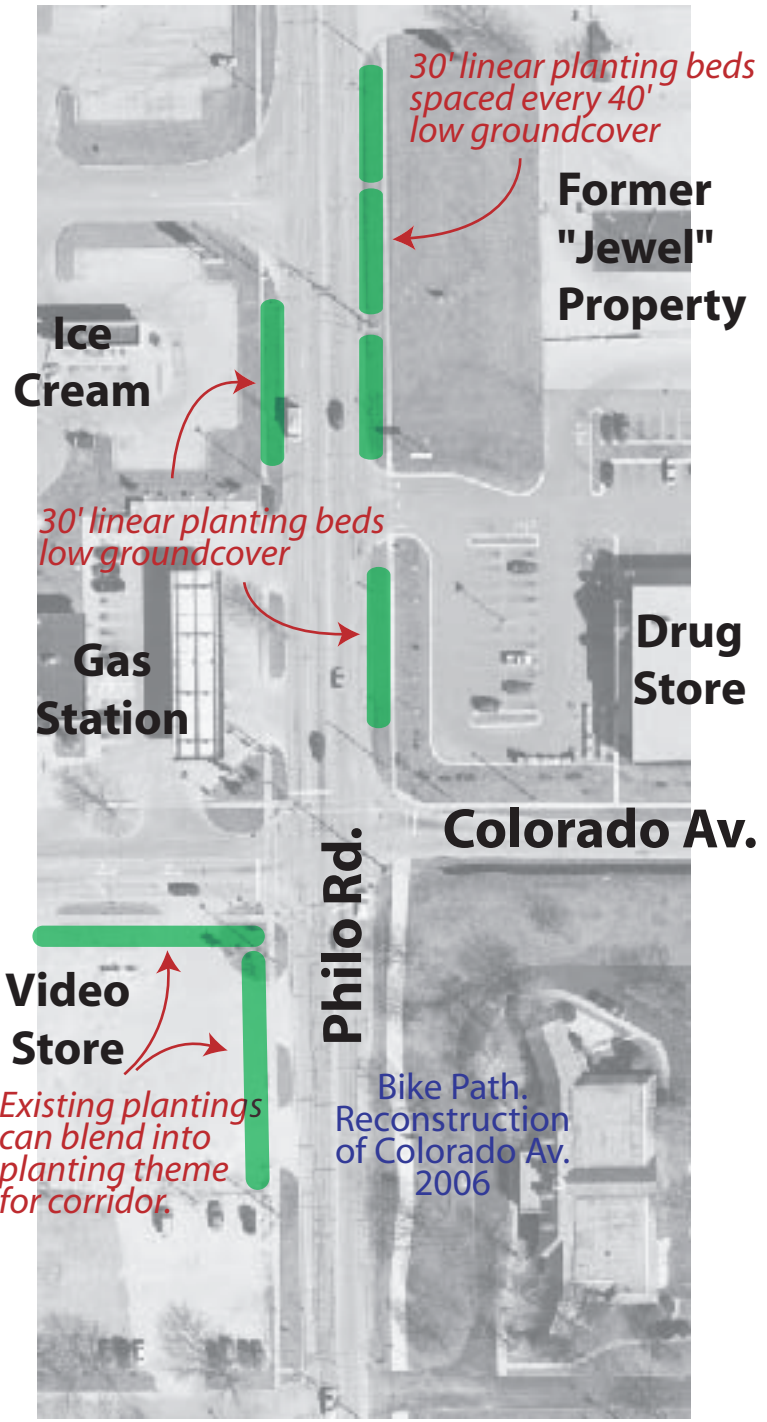 30' linear planting beds
spaced every 40'
low groundcover
Former
"Jewel"
Property
Ice
Cream
30' linear planting beds
low groundcover
Gas
Station
Drug
Store
Colorado Av.
Philo Rd.
Video
Store
Existing plantings
can blend into
planting theme
for corridor.
Bike Path.
Reconstruction
of Colorado Av.
2006